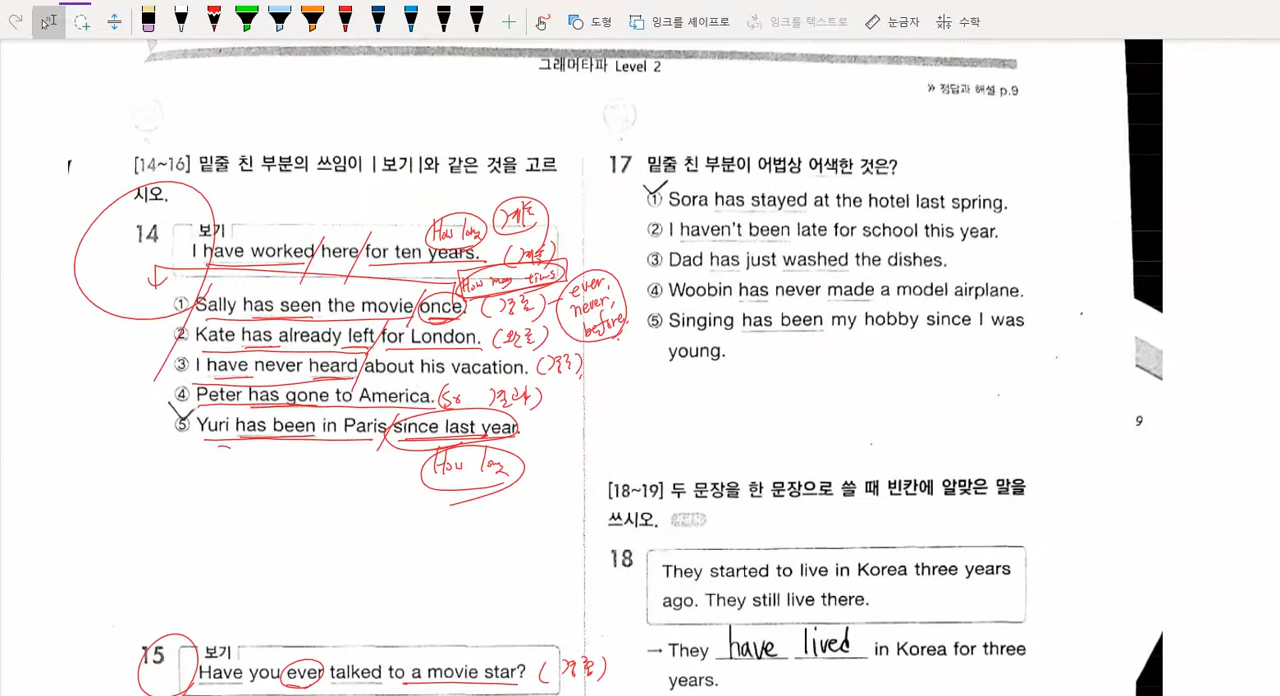 도형
잉크를 셰이프로
잉크를 텍스트로
눈금자
수학
그래머타파 Level 2
» 정답과 해설 p.9
[14~16] 밑줄 친 부분의 쓰임이 |보기|와 같은 것을 고르
시오.
14
보기
I have worked here for ten years.
How long
계속
(계속)
How many times
① Sally has seen the movie once.
(경험)
ever,
never,
before.
② Kate has already left for London.
(완료)
③ I have never heard about his vacation.
(경험)
④ Peter has gone to America.
결과)
⑤ Yuri has been in Paris since last year.
How long
15
보기
Have you ever talked to a movie star?
(경험)
17 밑줄 친 부분이 어법상 어색한 것은?
① Sora has stayed at the hotel last spring.
② I haven't been late for school this year.
③ Dad has just washed the dishes.
④ Woobin has never made a model airplane.
⑤ Singing has been my hobby since I was
young.
9
[18~19] 두 문장을 한 문장으로 쓸 때 빈칸에 알맞은 말을
쓰시오.
18
They started to live in Korea three years
ago. They still live there.
→ They have lived in Korea for three
years.